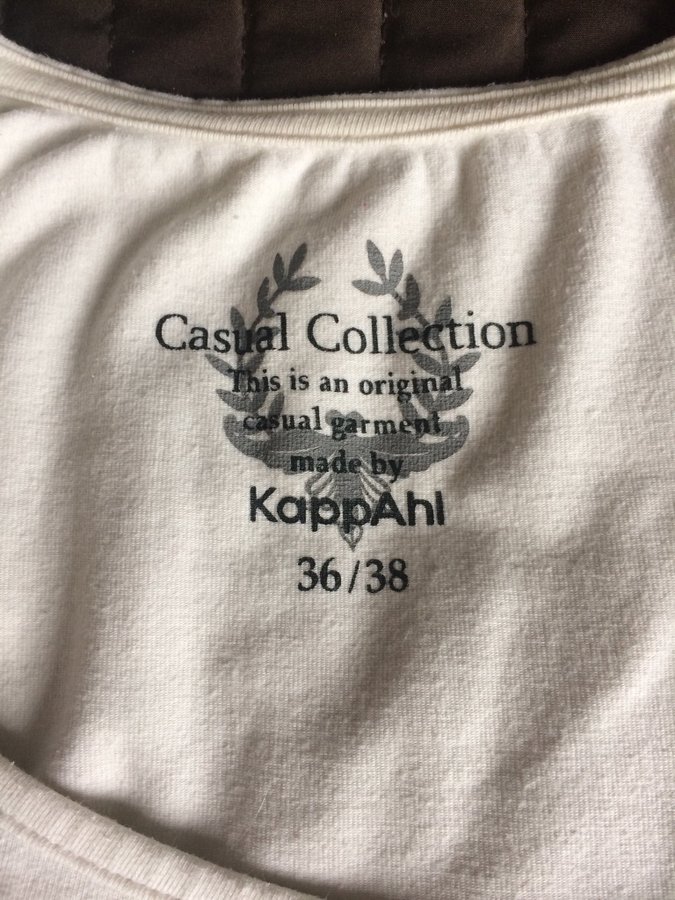 Casual Collection
This is an original
casual garment
made by
KappAhl
36/38